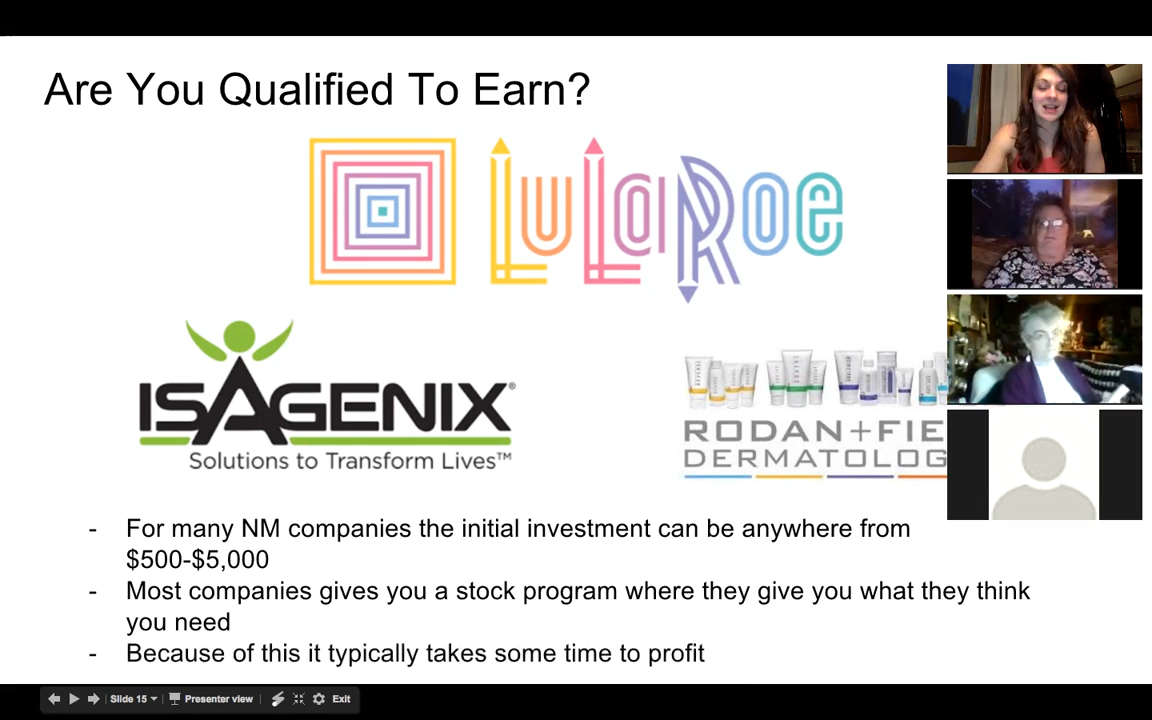 Are You Qualified To Earn?
LuLaRoe
ISAGENIX®
Solutions to Transform Lives™
RODAN+FIE
DERMATOLOG
- For many NM companies the initial investment can be anywhere from
$500-$5,000
- Most companies gives you a stock program where they give you what they think
you need
- Because of this it typically takes some time to profit
Slide 15
Presenter view
Exit